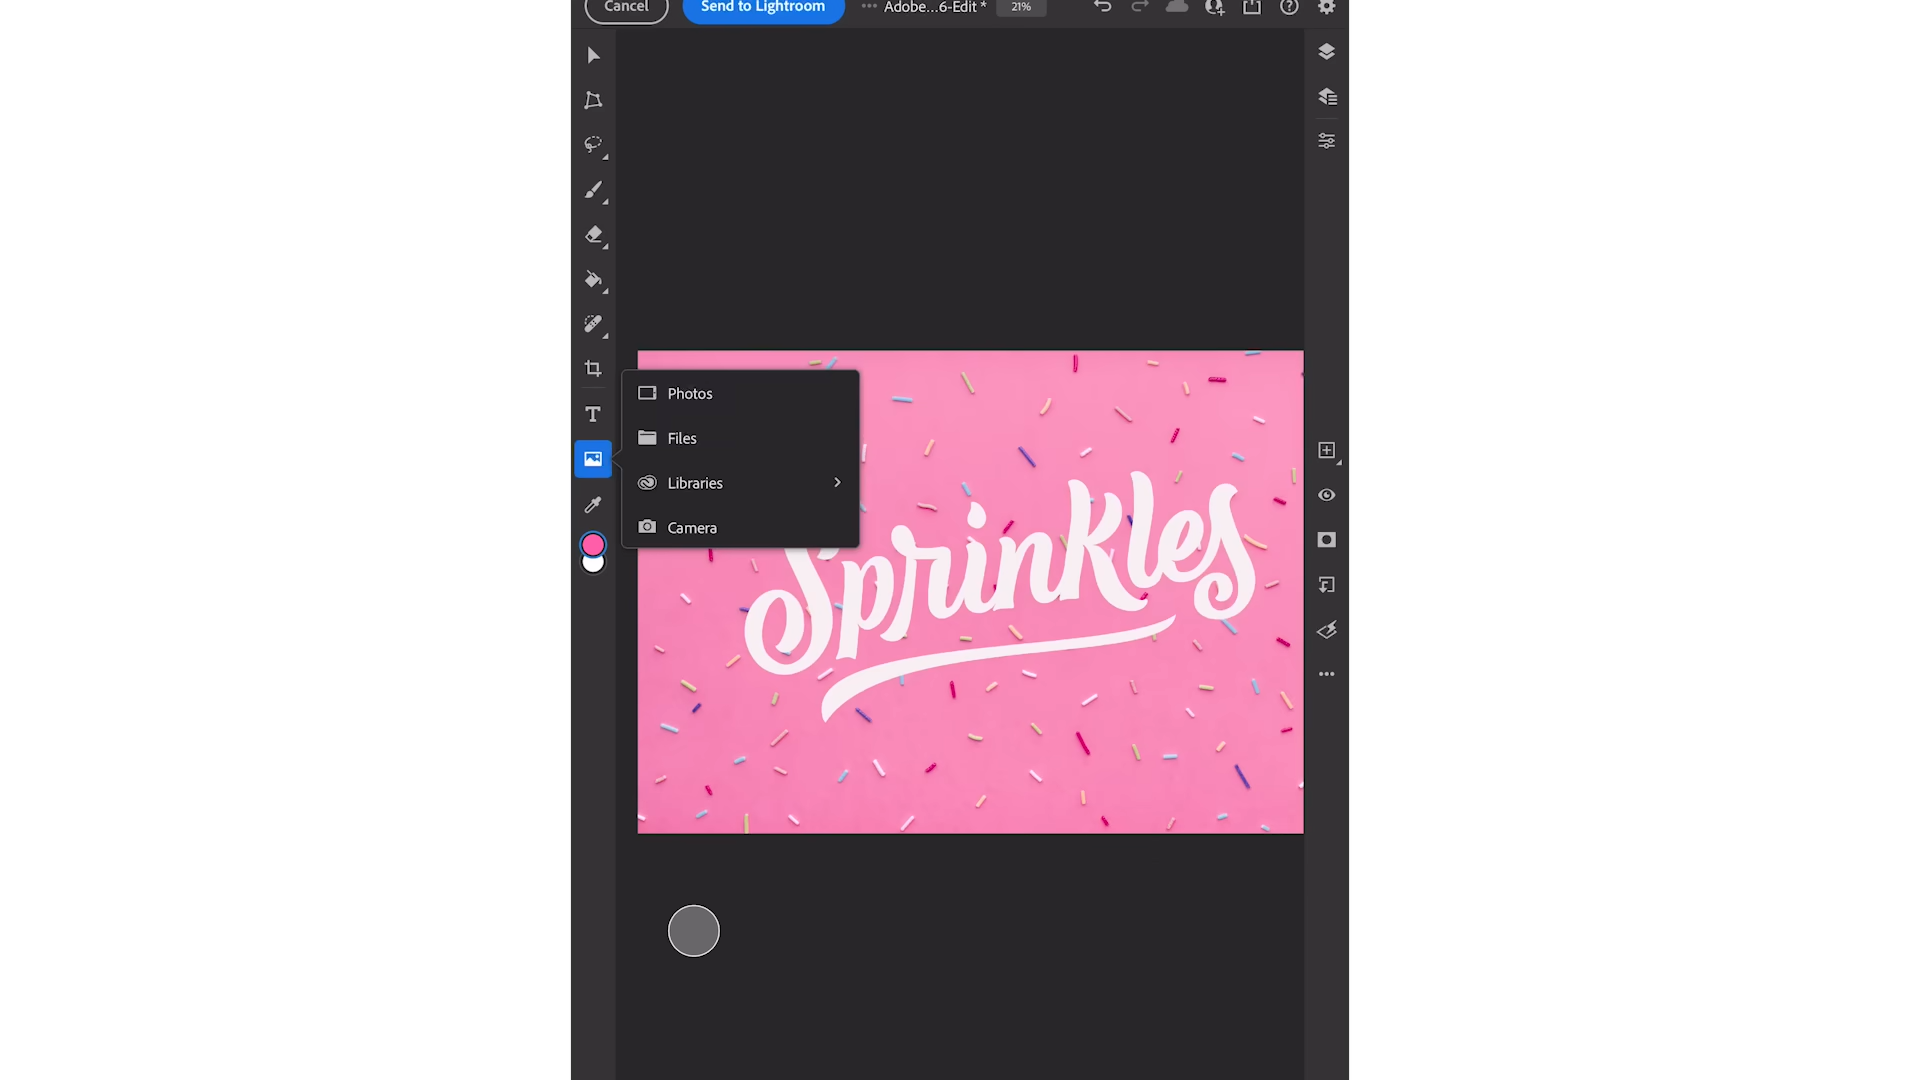 Cancel
Send to Lightroom
Adobe...6-Edit *
21%
T
Photos
Files
Libraries
Camera
Sprinkles